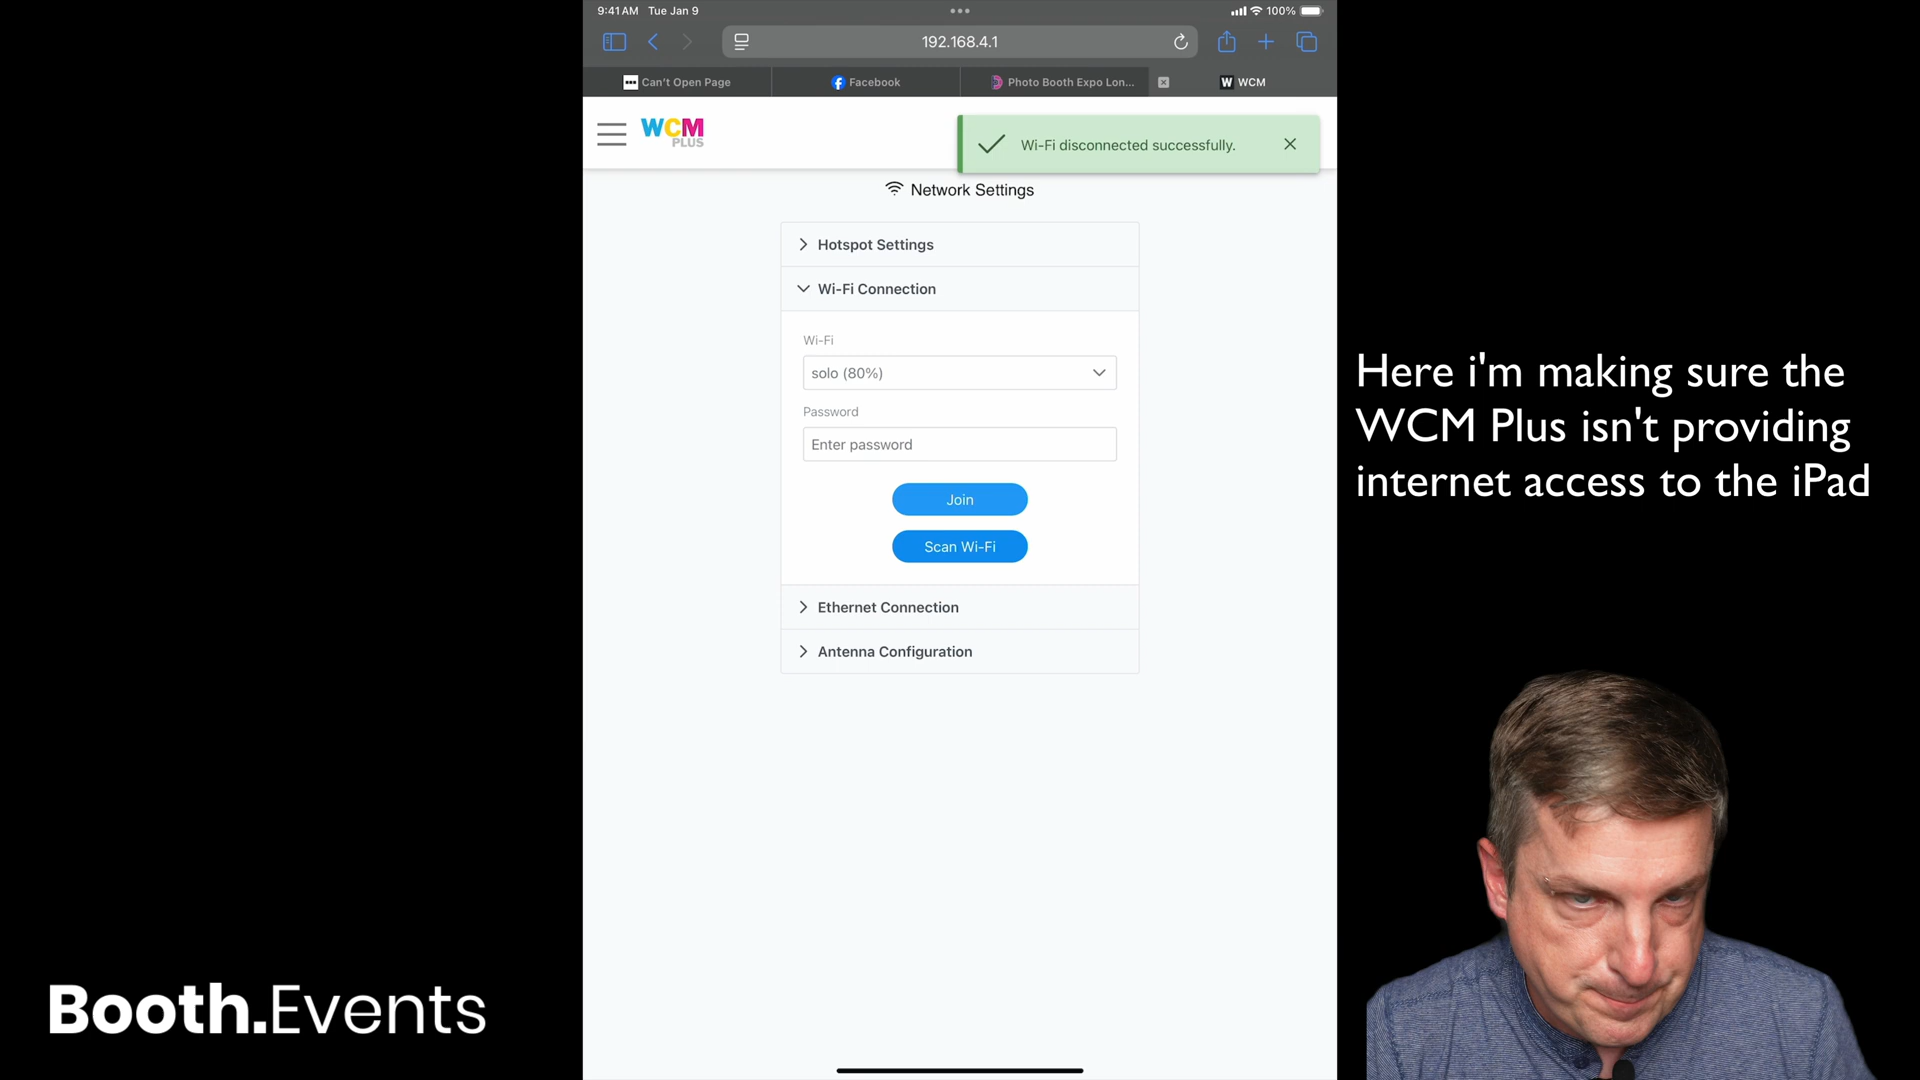 9:41 AM Tue Jan 9
100%
192.168.4.1
Can't Open Page
Facebook
Photo Booth Expo Lon...
W WCM
WCM
PLUS
Wi-Fi disconnected successfully.
Network Settings
Hotspot Settings
Wi-Fi Connection
Wi-Fi
solo (80%)
Password
Enter password
Join
Scan Wi-Fi
Ethernet Connection
Antenna Configuration
Here i'm making sure the
WCM Plus isn't providing
internet access to the iPad
Booth.Events